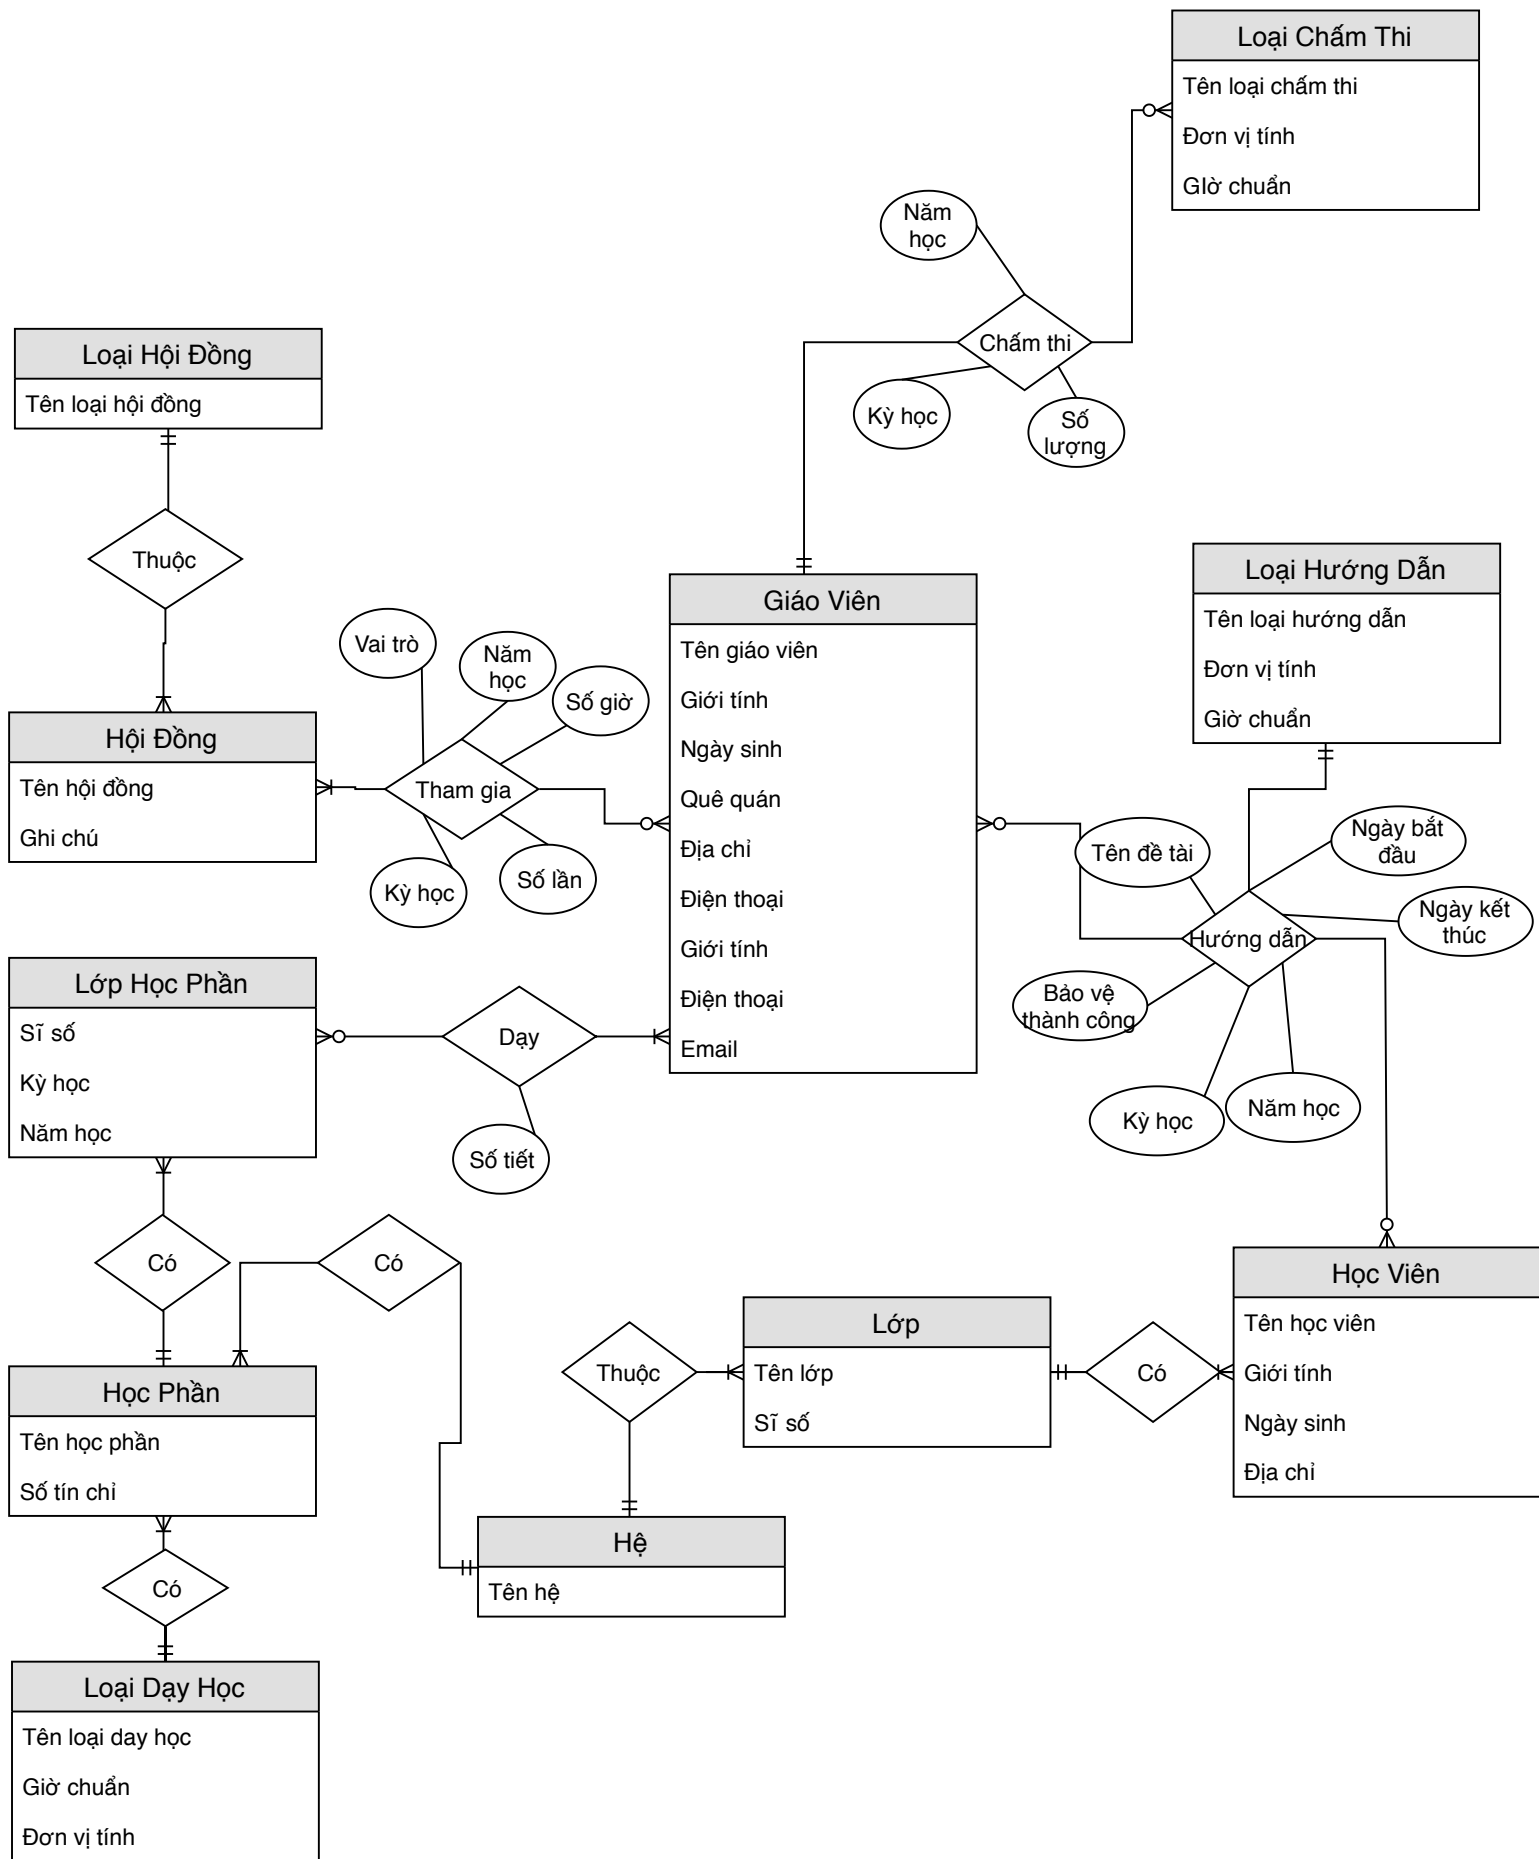 Loại Chấm Thi
Tên loại chấm thi
Đơn vị tính
GIờ chuẩn
Năm
học
Chấm thi
Kỳ học
Số
lượng
Loại Hội Đồng
Tên loại hội đồng
Thuộc
Vai trò
Năm
học
Số giờ
Hội Đồng
Tên hội đồng
Ghi chú
Tham gia
Kỳ học
Số lần
Giáo Viên
Tên giáo viên
Giới tính
Ngày sinh
Quê quán
Địa chỉ
Điện thoại
Giới tính
Điện thoại
Email
Loại Hướng Dẫn
Tên loại hướng dẫn
Đơn vị tính
Giờ chuẩn
Tên đề tài
Ngày bắt
đầu
Ngày kết
thúc
Hướng dẫn
Bảo vệ
thành công
Kỳ học
Năm học
Lớp Học Phần
Sĩ số
Kỳ học
Năm học
Dạy
Số tiết
Có
Có
Học Phần
Tên học phần
Số tín chỉ
Thuộc
Lớp
Tên lớp
Sĩ số
Có
Học Viên
Tên học viên
Giới tính
Ngày sinh
Địa chỉ
Hệ
Tên hệ
Có
Loại Dạy Học
Tên loại day học
Giờ chuẩn
Đơn vị tính